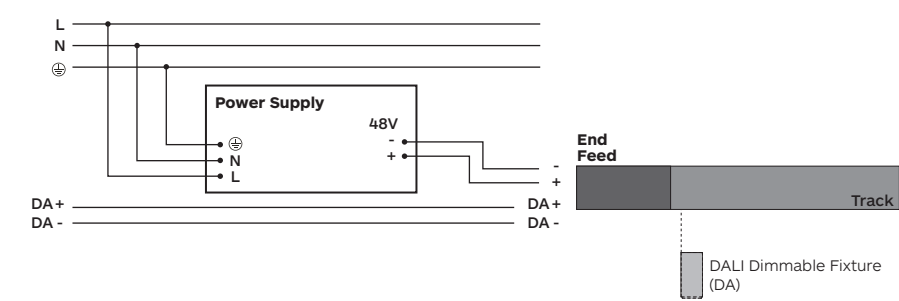 L
N
Power Supply
48V
-
+
N
L
End
Feed
-
+
Track
DA+
DA -
DA+
DA -
DALI Dimmable Fixture
(DA)